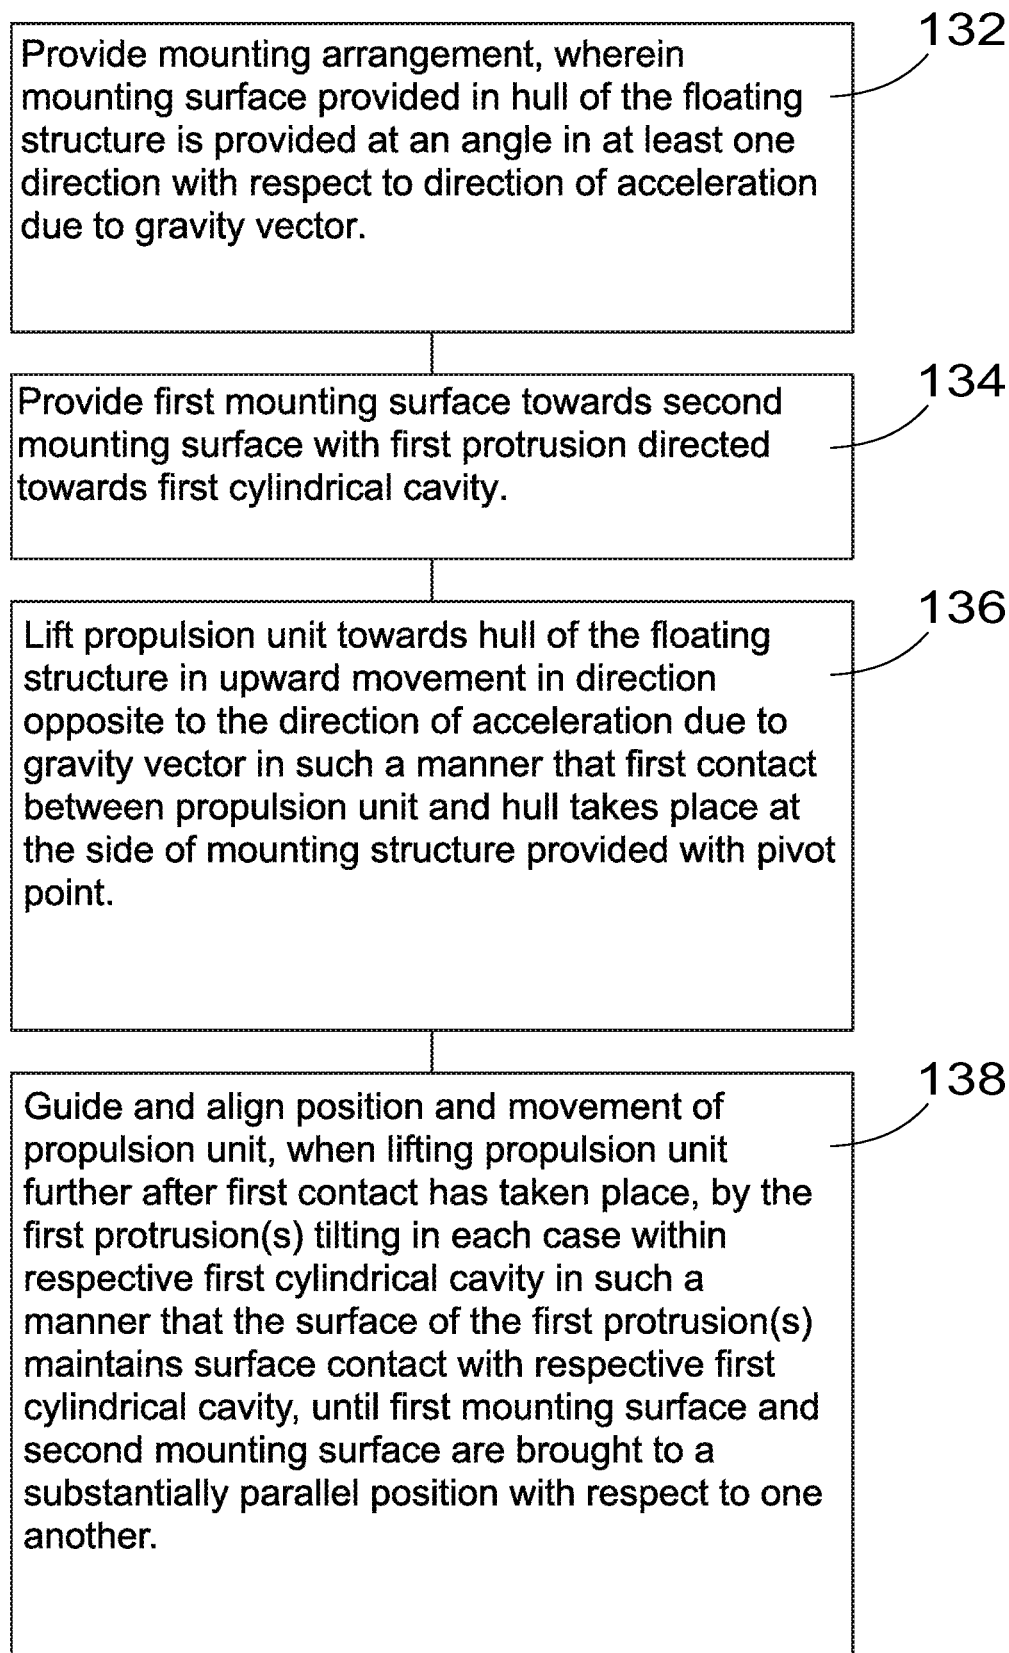 132
Provide mounting arrangement, wherein
mounting surface provided in hull of the floating
structure is provided at an angle in at least one
direction with respect to direction of acceleration
due to gravity vector.
134
Provide first mounting surface towards second
mounting surface with first protrusion directed
towards first cylindrical cavity.
136
Lift propulsion unit towards hull of the floating
structure in upward movement in direction
opposite to the direction of acceleration due to
gravity vector in such a manner that first contact
between propulsion unit and hull takes place at
the side of mounting structure provided with pivot
point.
138
Guide and align position and movement of
propulsion unit, when lifting propulsion unit
further after first contact has taken place, by the
first protrusion(s) tilting in each case within
respective first cylindrical cavity in such a
manner that the surface of the first protrusion(s)
maintains surface contact with respective first
cylindrical cavity, until first mounting surface and
second mounting surface are brought to a
substantially parallel position with respect to one
another.